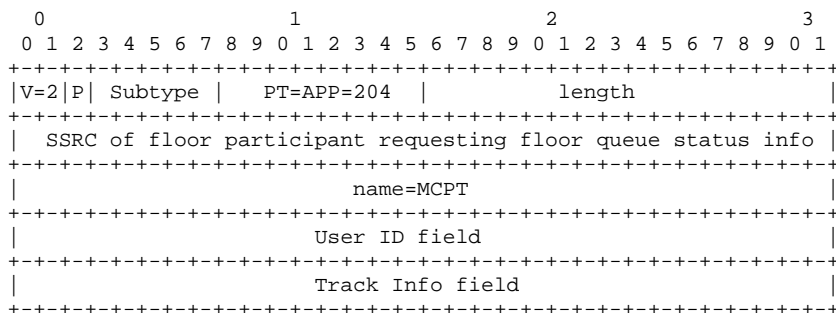 0                   1                   2                   3
0 1 2 3 4 5 6 7 8 9 0 1 2 3 4 5 6 7 8 9 0 1 2 3 4 5 6 7 8 9 0 1
+-+-+-+-+-+-+-+-+-+-+-+-+-+-+-+-+-+-+-+-+-+-+-+-+-+-+-+-+-+-+-+-+
|V=2|P| Subtype |   PT=APP=204  |          length               |
+-+-+-+-+-+-+-+-+-+-+-+-+-+-+-+-+-+-+-+-+-+-+-+-+-+-+-+-+-+-+-+-+
|  SSRC of floor participant requesting floor queue status info |
+-+-+-+-+-+-+-+-+-+-+-+-+-+-+-+-+-+-+-+-+-+-+-+-+-+-+-+-+-+-+-+-+
|                          name=MCPT                            |
+-+-+-+-+-+-+-+-+-+-+-+-+-+-+-+-+-+-+-+-+-+-+-+-+-+-+-+-+-+-+-+-+
|                       User ID field                           |
+-+-+-+-+-+-+-+-+-+-+-+-+-+-+-+-+-+-+-+-+-+-+-+-+-+-+-+-+-+-+-+-+
|                       Track Info field                        |
+-+-+-+-+-+-+-+-+-+-+-+-+-+-+-+-+-+-+-+-+-+-+-+-+-+-+-+-+-+-+-+-+